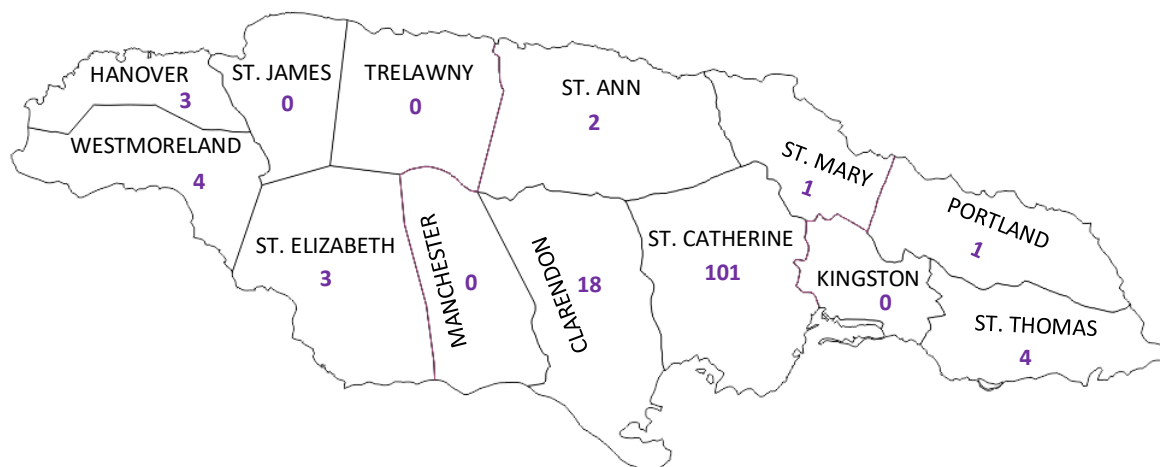 HANOVER
3
ST. JAMES
0
TRELAWNY
0
ST. ANN
2
WESTMORELAND
4
ST. MARY
1
PORTLAND
1
ST. ELIZABETH
3
MANCHESTER
0
CLARENDON
18
ST. CATHERINE
101
KINGSTON
0
ST. THOMAS
4